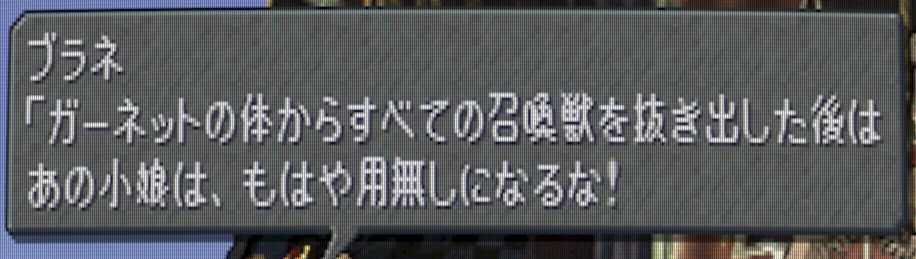 ブラネ
「ガーネットの体からすべての召喚獣を抜き出した後は
あの小娘は、もはや用無しになるな!